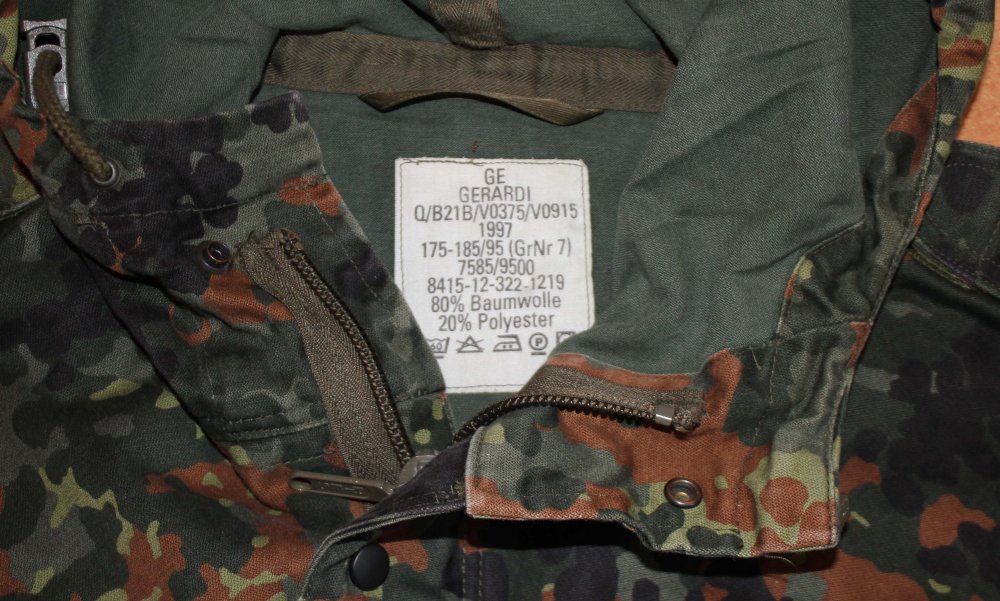 GE
GERARDI
Q/B21B/V0375/V0915
1997
175-185/95 (GrNr 7)
7585/9500
8415-12-322-1219
80% Baumwolle
20% Polyester
60 P